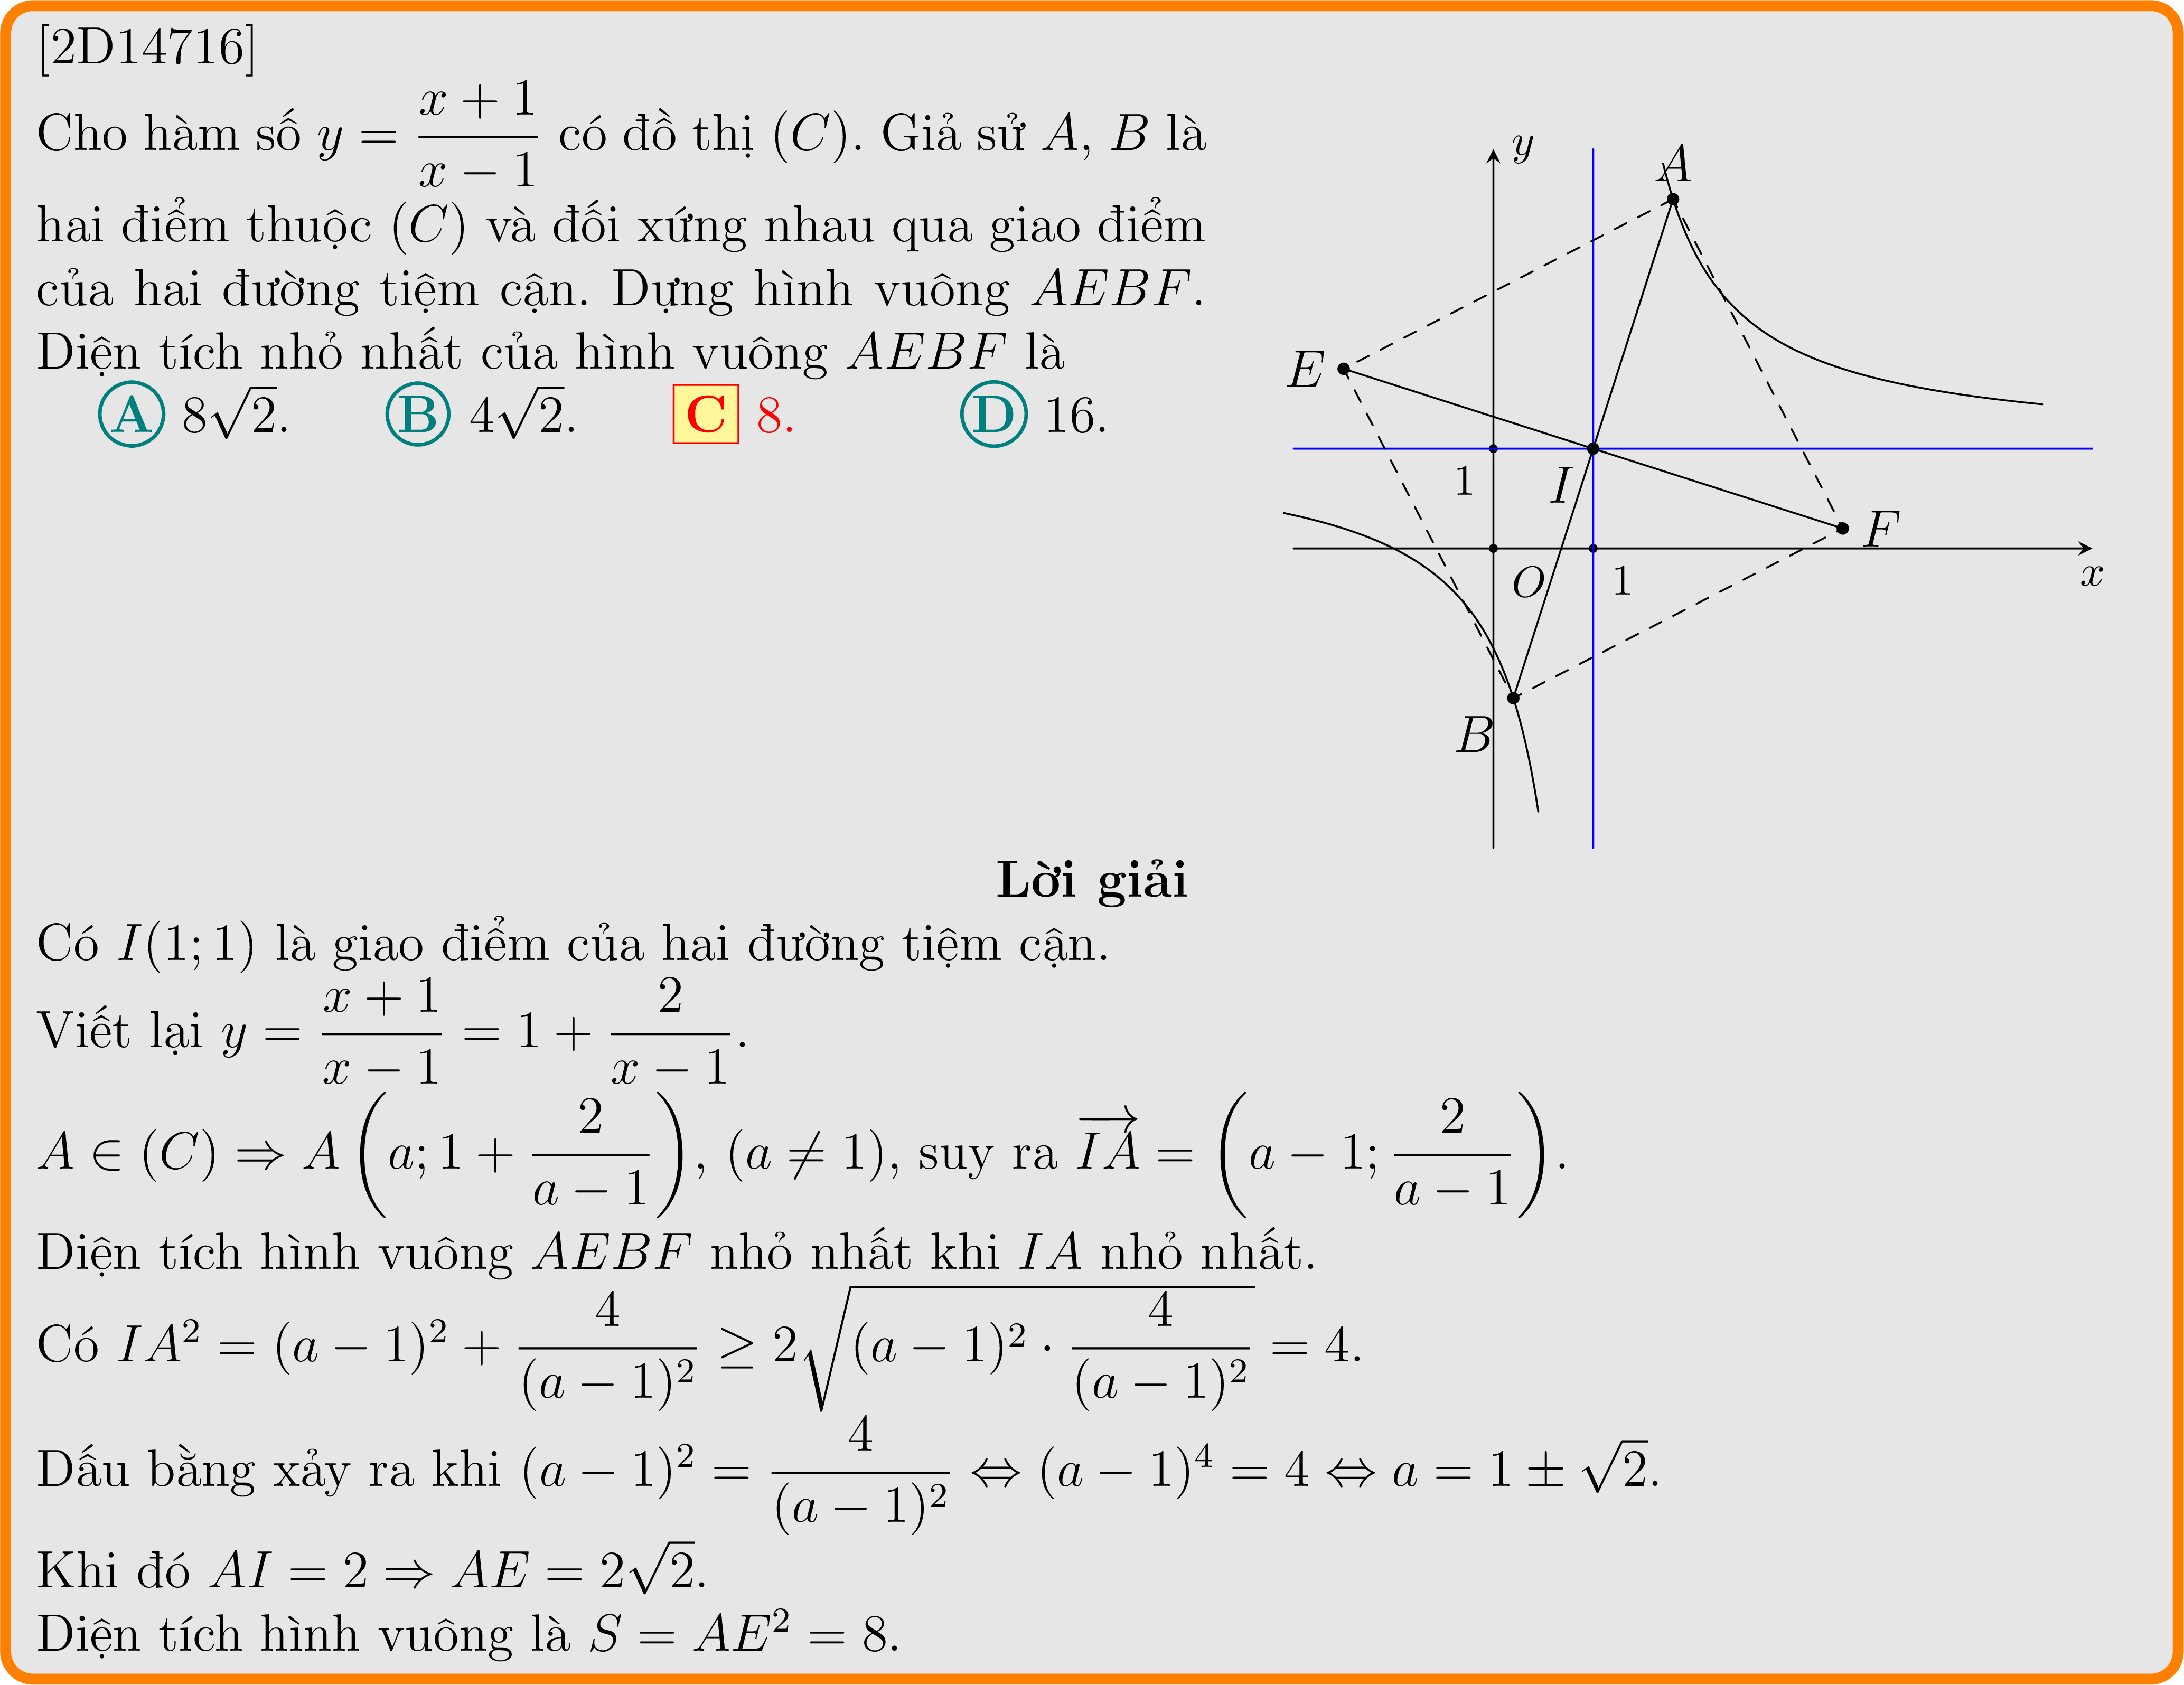 [2D14716]
Cho hàm số $y = \dfrac{x+1}{x-1}$ có đồ thị $(C)$. Giả sử $A$, $B$ là
hai điểm thuộc $(C)$ và đối xứng nhau qua giao điểm
của hai đường tiệm cận. Dựng hình vuông $AEBF$.
Diện tích nhỏ nhất của hình vuông $AEBF$ là
A $8\sqrt{2}$. B $4\sqrt{2}$. C 8. D 16.
y
A
E
1
I
F
O
1
x
B
Lời giải
Có $I(1;1)$ là giao điểm của hai đường tiệm cận.
Viết lại $y = \dfrac{x+1}{x-1} = 1 + \dfrac{2}{x-1}$.
$A \in (C) \Rightarrow A\left(a; 1 + \dfrac{2}{a-1}\right)$, $(a \neq 1)$, suy ra $\overrightarrow{IA} = \left(a-1; \dfrac{2}{a-1}\right)$.
Diện tích hình vuông $AEBF$ nhỏ nhất khi $IA$ nhỏ nhất.
Có $IA^2 = (a-1)^2 + \dfrac{4}{(a-1)^2} \geq 2\sqrt{(a-1)^2 \cdot \dfrac{4}{(a-1)^2}} = 4$.
Dấu bằng xảy ra khi $(a-1)^2 = \dfrac{4}{(a-1)^2} \Leftrightarrow (a-1)^4 = 4 \Leftrightarrow a = 1 \pm \sqrt{2}$.
Khi đó $AI = 2 \Rightarrow AE = 2\sqrt{2}$.
Diện tích hình vuông là $S = AE^2 = 8$.